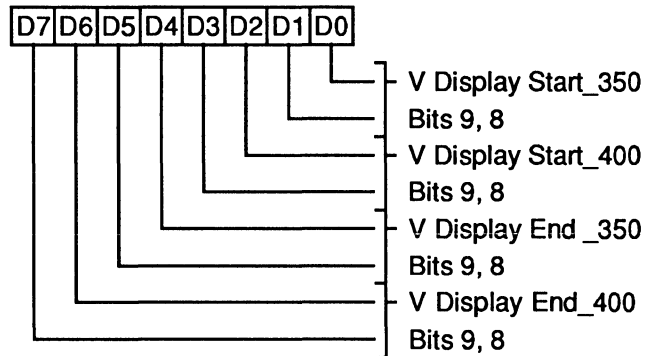 D7 D6 D5 D4 D3 D2 D1 D0
V Display Start_350
Bits 9, 8
V Display Start_400
Bits 9, 8
V Display End _350
Bits 9, 8
V Display End_400
Bits 9, 8